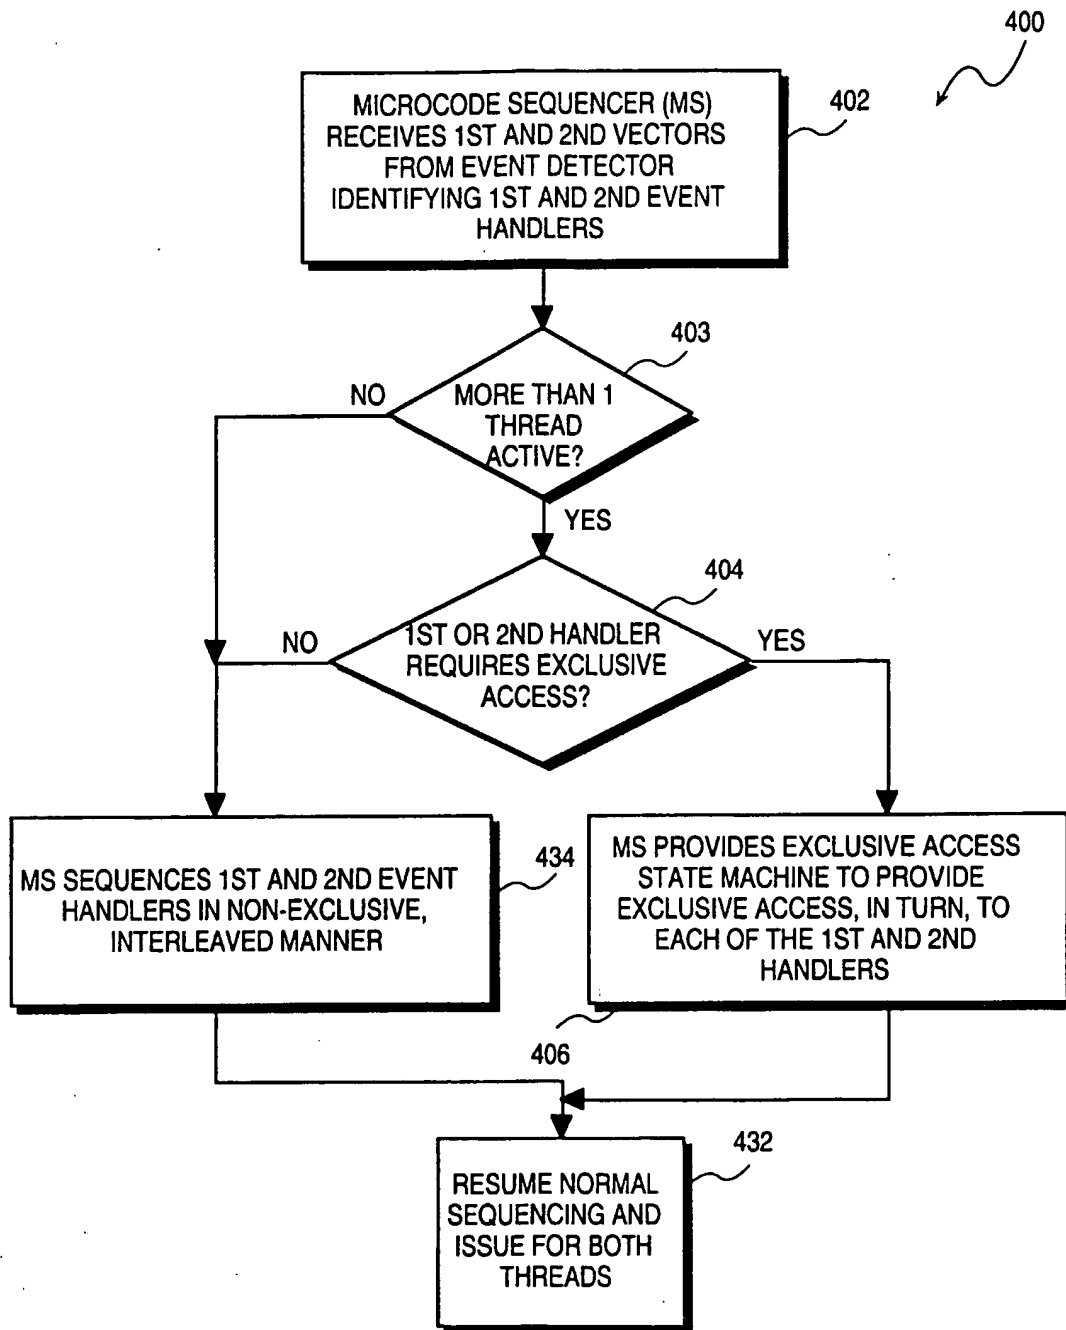 400
MICROCODE SEQUENCER (MS)
RECEIVES 1ST AND 2ND VECTORS
FROM EVENT DETECTOR
IDENTIFYING 1ST AND 2ND EVENT
HANDLERS
402
403
NO
MORE THAN 1
THREAD
ACTIVE?
YES
404
NO
1ST OR 2ND HANDLER
REQUIRES EXCLUSIVE
ACCESS?
YES
MS SEQUENCES 1ST AND 2ND EVENT
HANDLERS IN NON-EXCLUSIVE,
INTERLEAVED MANNER
434
MS PROVIDES EXCLUSIVE ACCESS
STATE MACHINE TO PROVIDE
EXCLUSIVE ACCESS, IN TURN, TO
EACH OF THE 1ST AND 2ND
HANDLERS
406
432
RESUME NORMAL
SEQUENCING AND
ISSUE FOR BOTH
THREADS